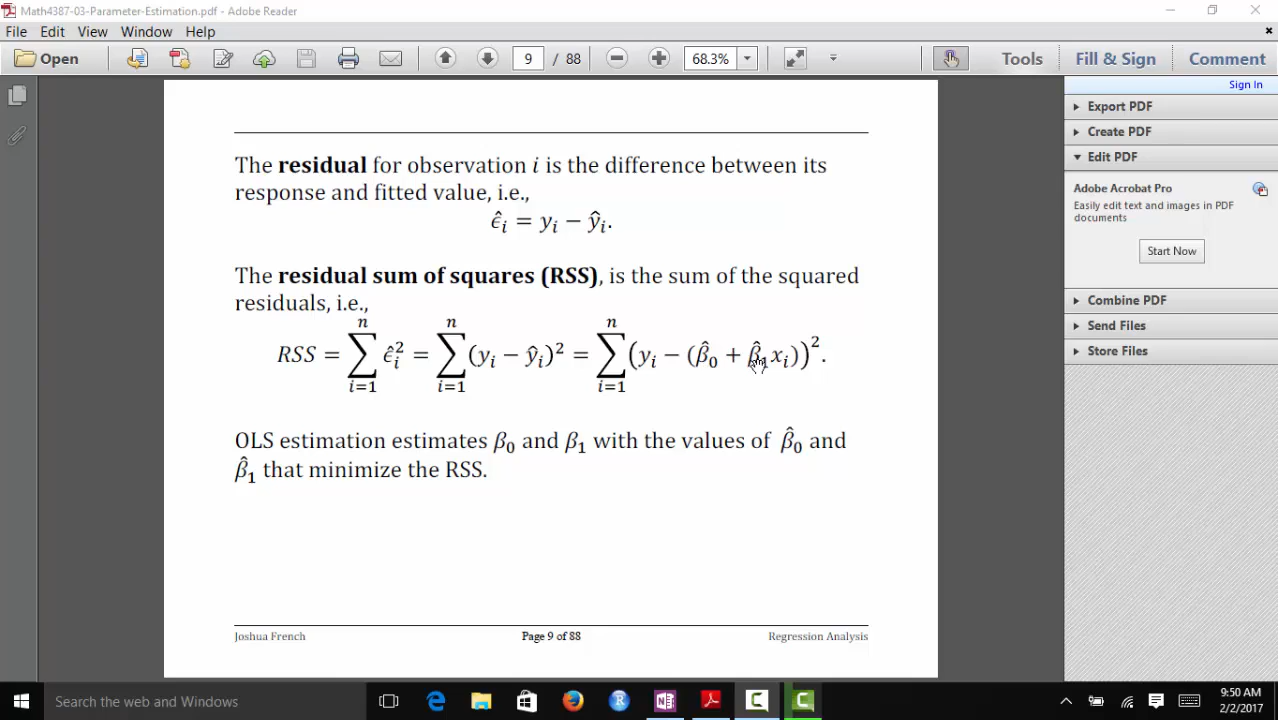 Math4387-03-Parameter-Estimation.pdf - Adobe Reader
File Edit View Window Help
Open 9 / 88 68.3% Tools Fill & Sign Comment
Sign In
Export PDF
Create PDF
Edit PDF
Adobe Acrobat Pro
Easily edit text and images in PDF
documents
Start Now
Combine PDF
Send Files
Store Files
The residual for observation i is the difference between its
response and fitted value, i.e.,
ϵ̂ᵢ = yᵢ − ŷᵢ.
The residual sum of squares (RSS), is the sum of the squared
residuals, i.e.,
RSS = ∑ⁿᵢ₌₁ ϵ̂ᵢ² = ∑ⁿᵢ₌₁ (yᵢ − ŷᵢ)² = ∑ⁿᵢ₌₁ (yᵢ − (β̂₀ + β̂₁xᵢ))².
OLS estimation estimates β₀ and β₁ with the values of β̂₀ and
β̂₁ that minimize the RSS.
Joshua French Page 9 of 88 Regression Analysis
Search the web and Windows
9:50 AM
2/2/2017